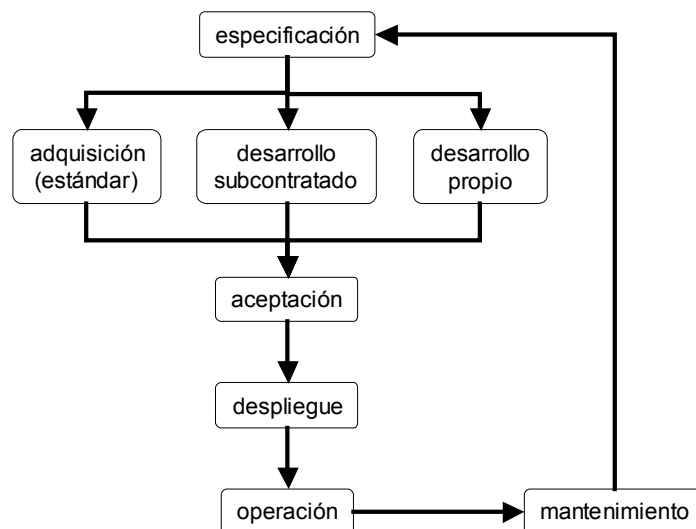 especificación
adquisición
(estándar)
desarrollo
subcontratado
desarrollo
propio
aceptación
despliegue
operación
mantenimiento